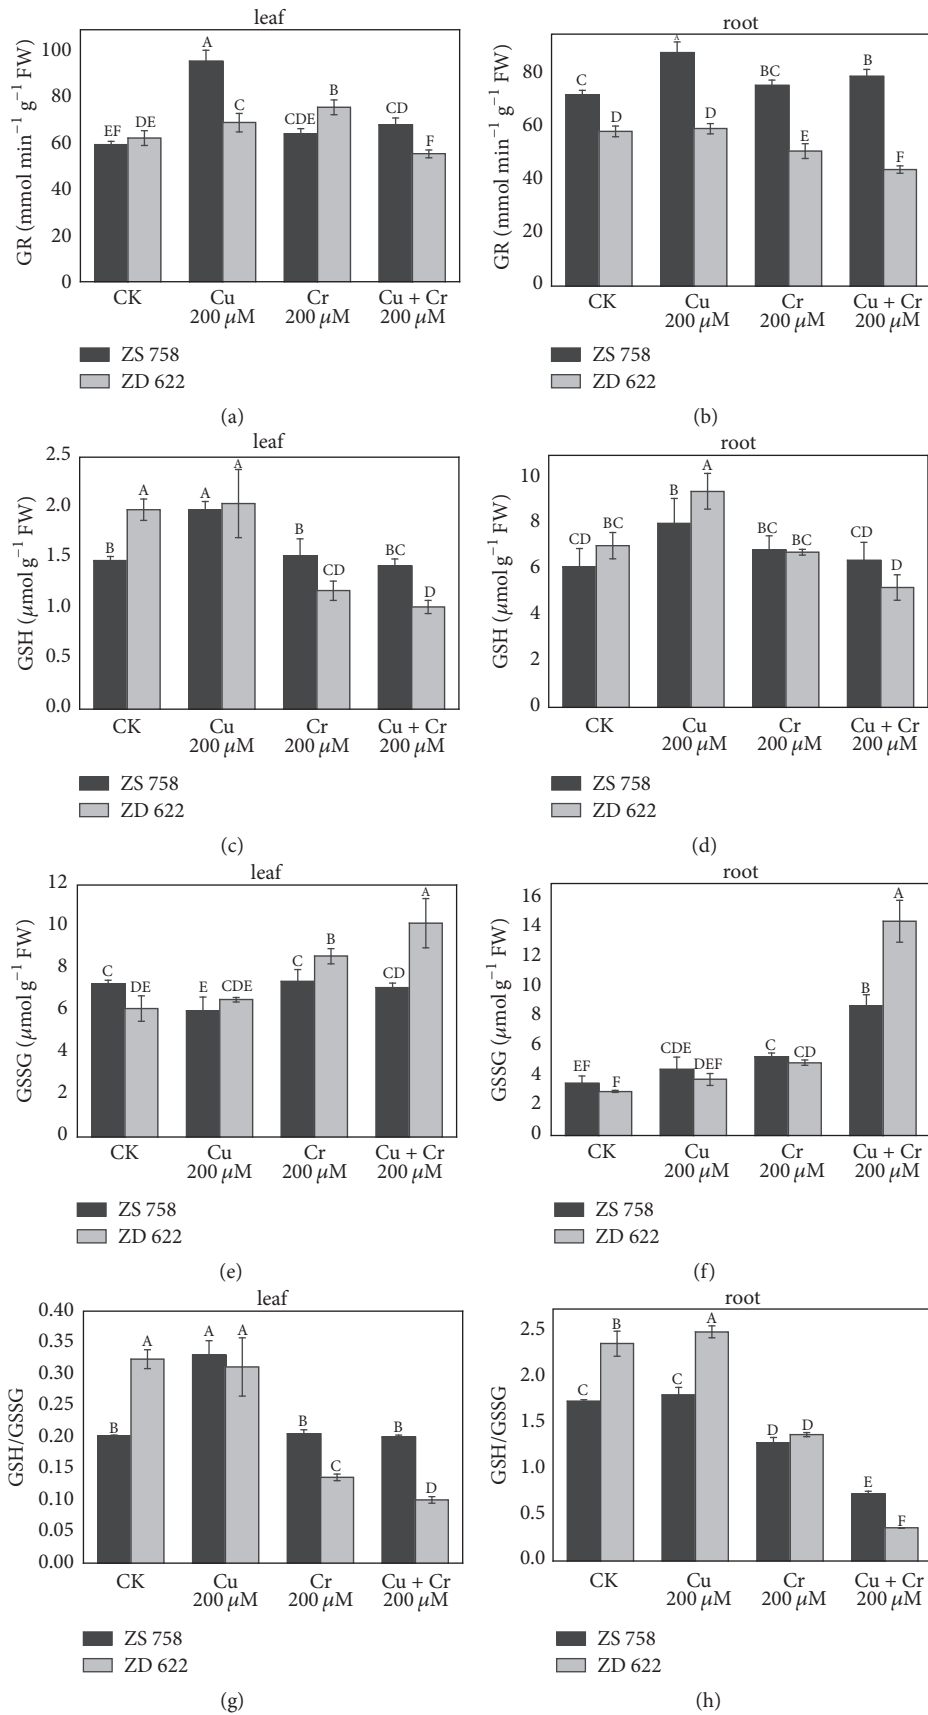 leaf
GR (mmol min−1 g−1 FW)
100
80
60
40
20
0
EF DE A C CDE B CD F
CK Cu Cr Cu + Cr
200 μM 200 μM 200 μM
ZS 758
ZD 622
(a)
root
GR (mmol min−1 g−1 FW)
80
60
40
20
0
C D A D BC E B F
CK Cu Cr Cu + Cr
200 μM 200 μM 200 μM
ZS 758
ZD 622
(b)
leaf
GSH (μmol g−1 FW)
2.5
2.0
1.5
1.0
0.5
0.0
B A A A B CD BC D
CK Cu Cr Cu + Cr
200 μM 200 μM 200 μM
ZS 758
ZD 622
(c)
root
GSH (μmol g−1 FW)
10
8
6
4
2
0
CD BC B A BC BC CD D
CK Cu Cr Cu + Cr
200 μM 200 μM 200 μM
ZS 758
ZD 622
(d)
leaf
GSSG (μmol g−1 FW)
12
10
8
6
4
2
0
C DE E CDE C B CD A
CK Cu Cr Cu + Cr
200 μM 200 μM 200 μM
ZS 758
ZD 622
(e)
root
GSSG (μmol g−1 FW)
16
14
12
10
8
6
4
2
0
EF F CDE DEF C CD B A
CK Cu Cr Cu + Cr
200 μM 200 μM 200 μM
ZS 758
ZD 622
(f)
leaf
GSH/GSSG
0.40
0.35
0.30
0.25
0.20
0.15
0.10
0.05
0.00
B A A A B C B D
CK Cu Cr Cu + Cr
200 μM 200 μM 200 μM
ZS 758
ZD 622
(g)
root
GSH/GSSG
2.5
2.0
1.5
1.0
0.5
0.0
C B C A D D E F
CK Cu Cr Cu + Cr
200 μM 200 μM 200 μM
ZS 758
ZD 622
(h)